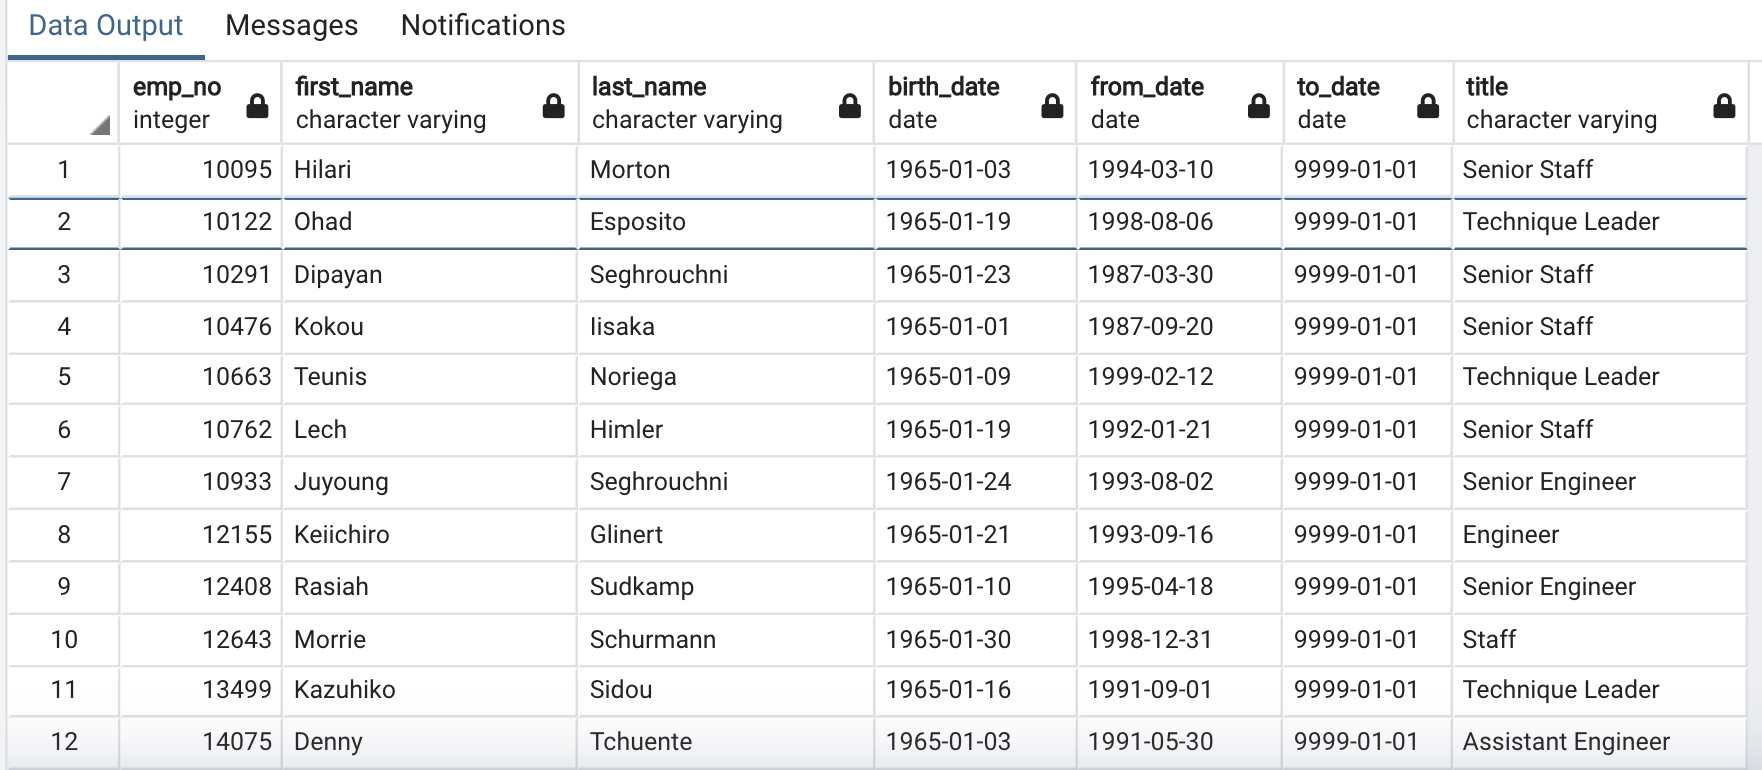 Data Output Messages Notifications
emp_no first_name last_name birth_date from_date to_date title
integer character varying character varying date date date character varying
1 10095 Hilari Morton 1965-01-03 1994-03-10 9999-01-01 Senior Staff
2 10122 Ohad Esposito 1965-01-19 1998-08-06 9999-01-01 Technique Leader
3 10291 Dipayan Seghrouchni 1965-01-23 1987-03-30 9999-01-01 Senior Staff
4 10476 Kokou Iisaka 1965-01-01 1987-09-20 9999-01-01 Senior Staff
5 10663 Teunis Noriega 1965-01-09 1999-02-12 9999-01-01 Technique Leader
6 10762 Lech Himler 1965-01-19 1992-01-21 9999-01-01 Senior Staff
7 10933 Juyoung Seghrouchni 1965-01-24 1993-08-02 9999-01-01 Senior Engineer
8 12155 Keiichiro Glinert 1965-01-21 1993-09-16 9999-01-01 Engineer
9 12408 Rasiah Sudkamp 1965-01-10 1995-04-18 9999-01-01 Senior Engineer
10 12643 Morrie Schurmann 1965-01-30 1998-12-31 9999-01-01 Staff
11 13499 Kazuhiko Sidou 1965-01-16 1991-09-01 9999-01-01 Technique Leader
12 14075 Denny Tchuente 1965-01-03 1991-05-30 9999-01-01 Assistant Engineer